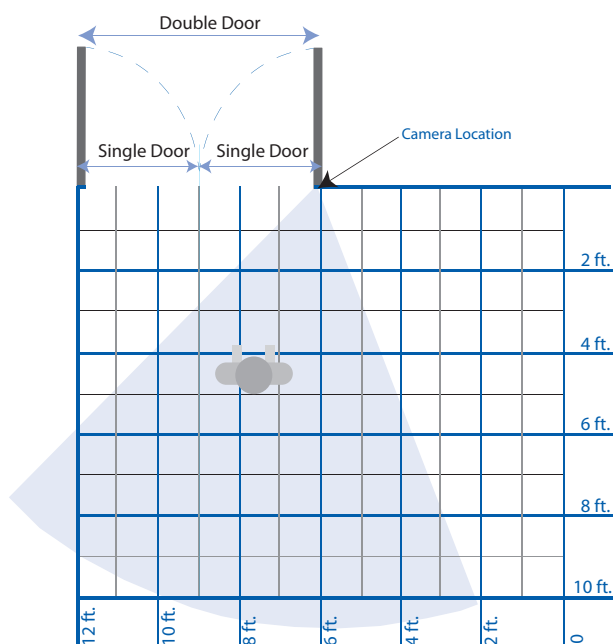 Double Door
Camera Location
Single Door
Single Door
2 ft.
4 ft.
6 ft.
8 ft.
10 ft.
12 ft.
10 ft.
8 ft.
6 ft.
4 ft.
2 ft.
0